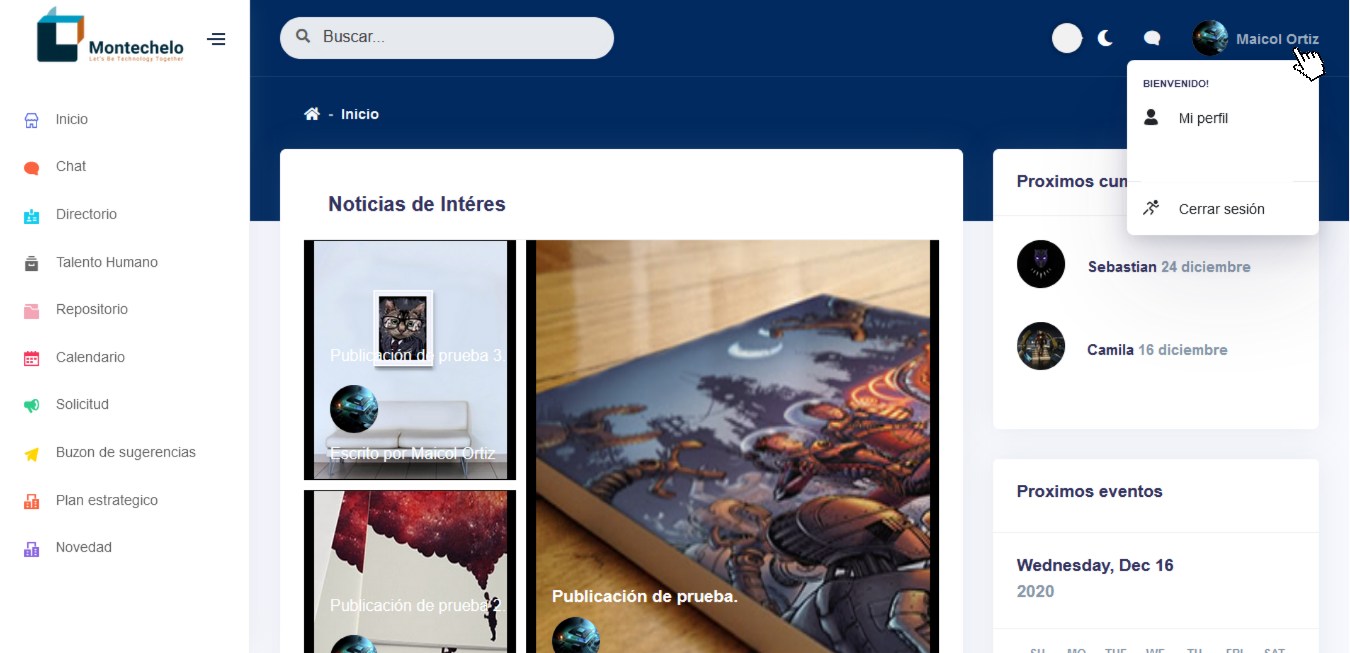 Montechelo
Let's Be Technology Together
Buscar...
Maicol Ortiz
BIENVENIDO!
Mi perfil
Cerrar sesión
Inicio
Chat
Directorio
Talento Humano
Repositorio
Calendario
Solicitud
Buzon de sugerencias
Plan estrategico
Novedad
- Inicio
Noticias de Intéres
Publicación de prueba 3.
Escrito por Maicol Ortiz
Publicación de prueba 2.
Publicación de prueba.
Proximos
Sebastian 24 diciembre
Camila 16 diciembre
Proximos eventos
Wednesday, Dec 16
2020
SU MO TUE WE TH FRI SAT